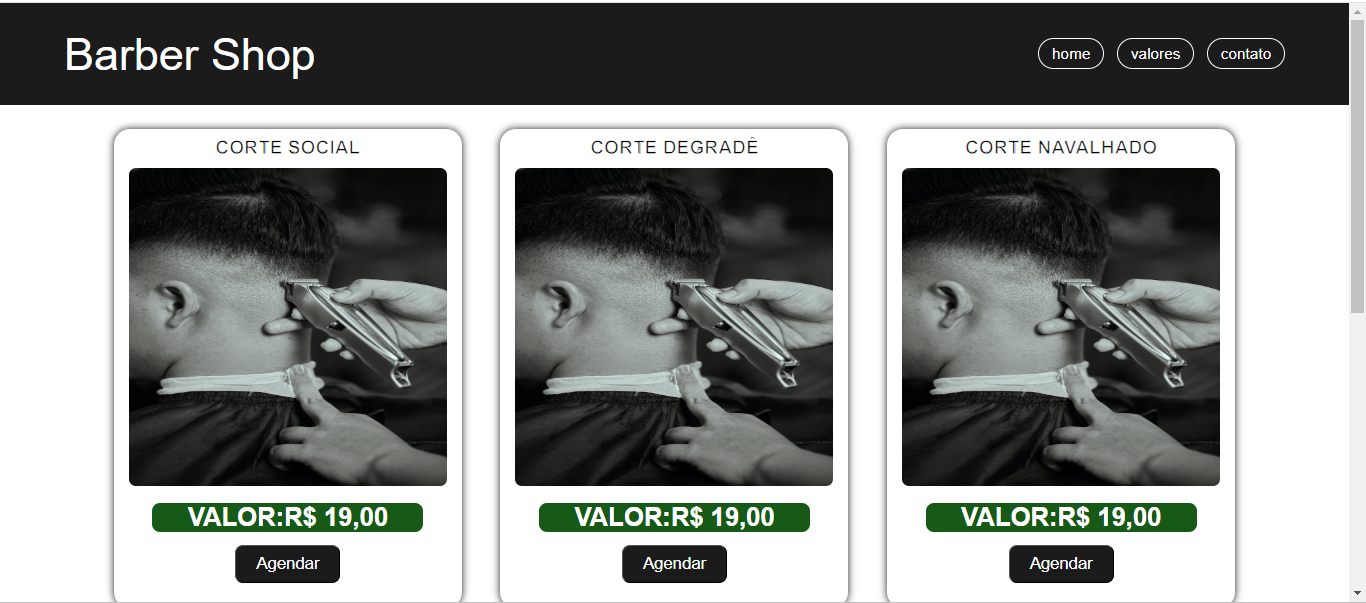 Barber Shop
home valores contato
CORTE SOCIAL
CORTE DEGRADÊ
CORTE NAVALHADO
VALOR:R$ 19,00
VALOR:R$ 19,00
VALOR:R$ 19,00
Agendar
Agendar
Agendar